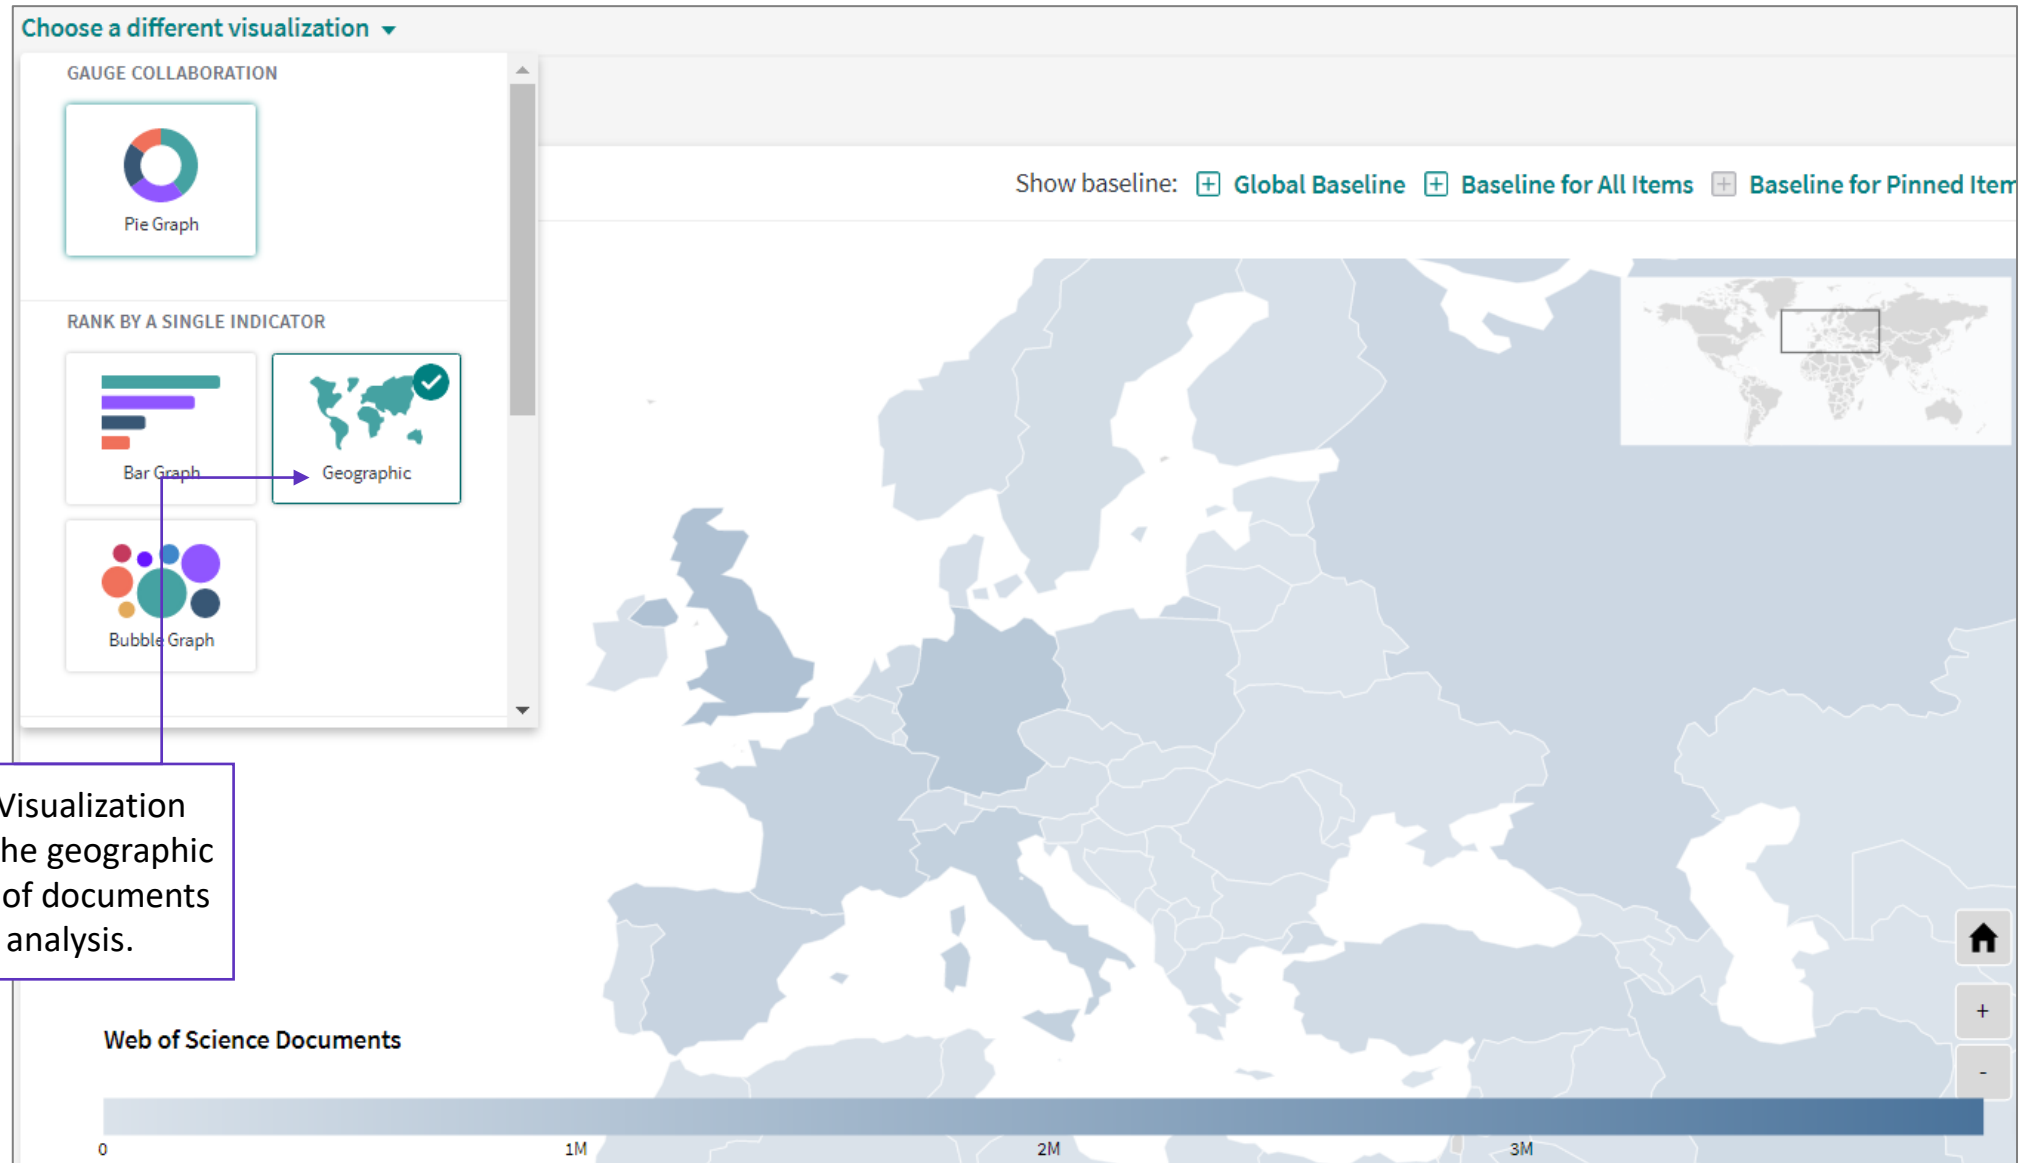 Choose a different visualization
GAUGE COLLABORATION
Pie Graph
RANK BY A SINGLE INDICATOR
Bar Graph
Geographic
Bubble Graph
Show baseline: Global Baseline Baseline for All Items Baseline for Pinned Item
Visualization
he geographic
of documents
analysis.
Web of Science Documents
0 1M 2M 3M
+
-